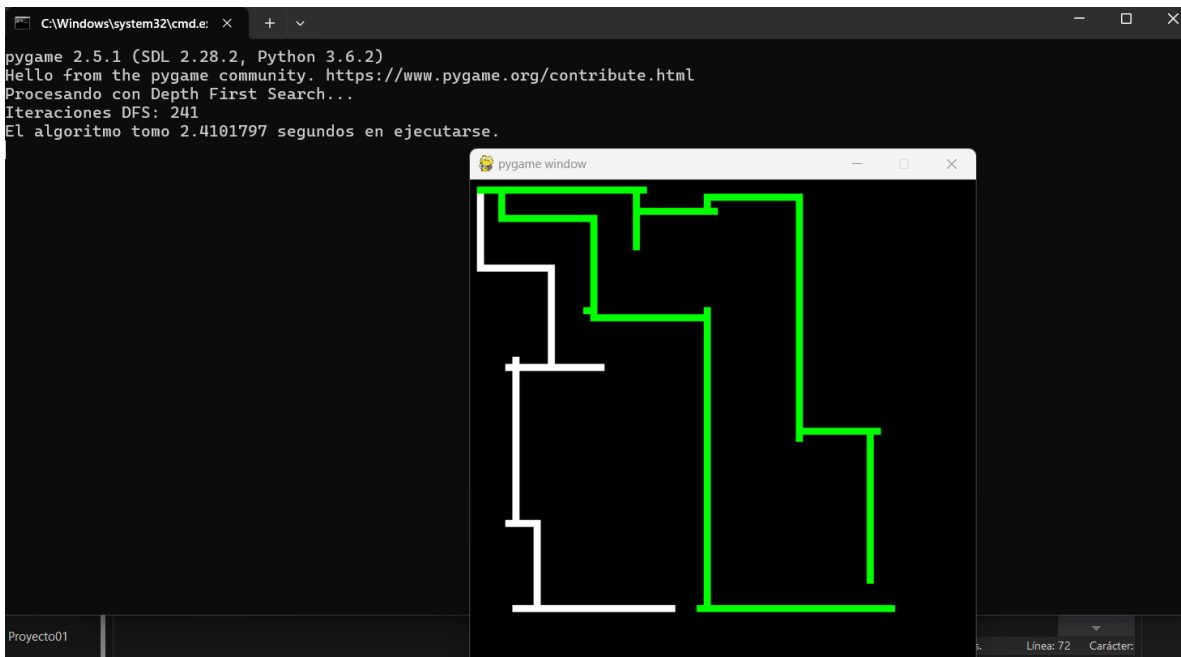 C:\Windows\system32\cmd.e:
pygame 2.5.1 (SDL 2.28.2, Python 3.6.2)
Hello from the pygame community. https://www.pygame.org/contribute.html
Procesando con Depth First Search...
Iteraciones DFS: 241
El algoritmo tomo 2.4101797 segundos en ejecutarse.
pygame window
Proyecto01
s. Línea: 72 Carácter: